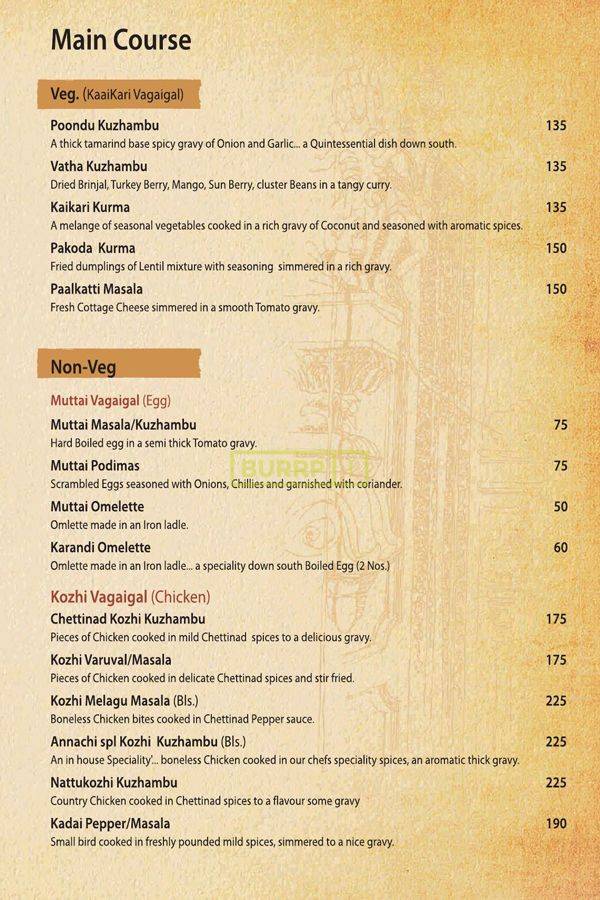 Main Course
Veg. (KaaiKari Vagaigal)
Poondu Kuzhambu 135
A thick tamarind base spicy gravy of Onion and Garlic... a Quintessential dish down south.
Vatha Kuzhambu 135
Dried Brinjal, Turkey Berry, Mango, Sun Berry, cluster Beans in a tangy curry.
Kaikari Kurma 135
A melange of seasonal vegetables cooked in a rich gravy of Coconut and seasoned with aromatic spices.
Pakoda Kurma 150
Fried dumplings of Lentil mixture with seasoning simmered in a rich gravy.
Paalkatti Masala 150
Fresh Cottage Cheese simmered in a smooth Tomato gravy.
Non-Veg
Muttai Vagaigal (Egg)
Muttai Masala/Kuzhambu 75
Hard Boiled egg in a semi thick Tomato gravy.
BURRP!
Muttai Podimas 75
Scrambled Eggs seasoned with Onions, Chillies and garnished with coriander.
Muttai Omelette 50
Omlette made in an Iron ladle.
Karandi Omelette 60
Omlette made in an Iron ladle... a speciality down south Boiled Egg (2 Nos.)
Kozhi Vagaigal (Chicken)
Chettinad Kozhi Kuzhambu 175
Pieces of Chicken cooked in mild Chettinad spices to a delicious gravy.
Kozhi Varuval/Masala 175
Pieces of Chicken cooked in delicate Chettinad spices and stir fried.
Kozhi Melagu Masala (Bls.) 225
Boneless Chicken bites cooked in Chettinad Pepper sauce.
Annachi spl Kozhi Kuzhambu (Bls.) 225
An in house Speciality'... boneless Chicken cooked in our chefs speciality spices, an aromatic thick gravy.
Nattukozhi Kuzhambu 225
Country Chicken cooked in Chettinad spices to a flavour some gravy
Kadai Pepper/Masala 190
Small bird cooked in freshly pounded mild spices, simmered to a nice gravy.